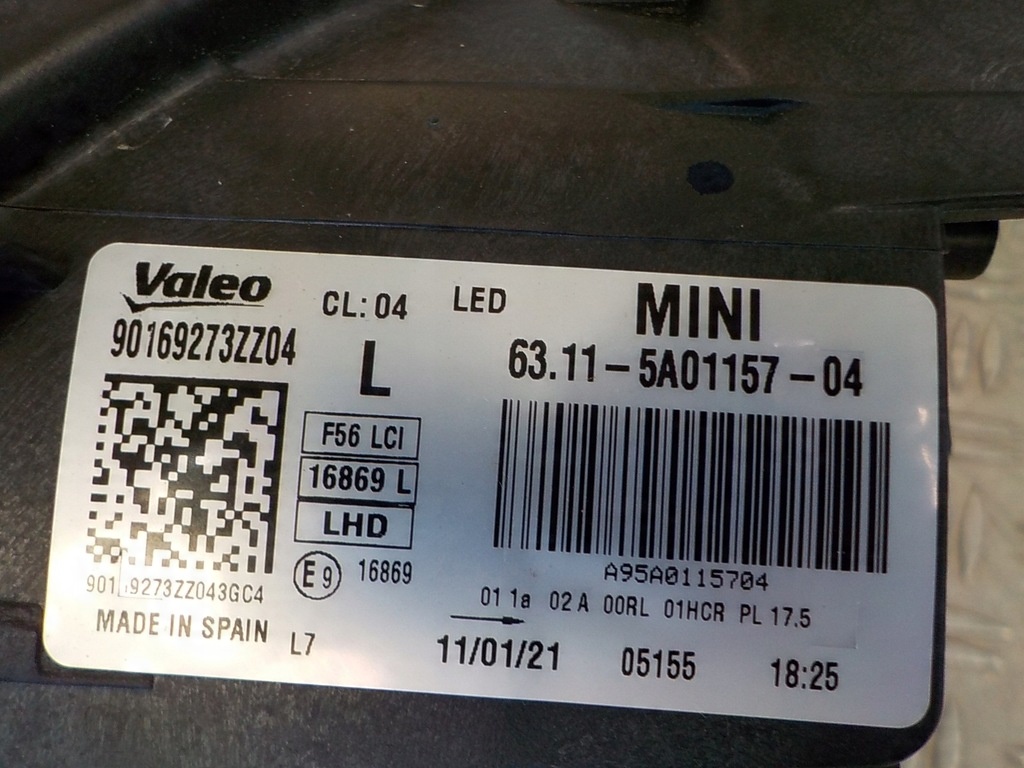 Valeo
90169273ZZ04
CL: 04
LED
MINI
63.11-5A01157-04
L
F56 LCI
16869 L
LHD
E9 16869
A95A0115704
9273ZZ043GC4
01 1a 02 A 00RL 01HCR PL 17.5
MADE IN SPAIN L7
11/01/21 05155 18:25